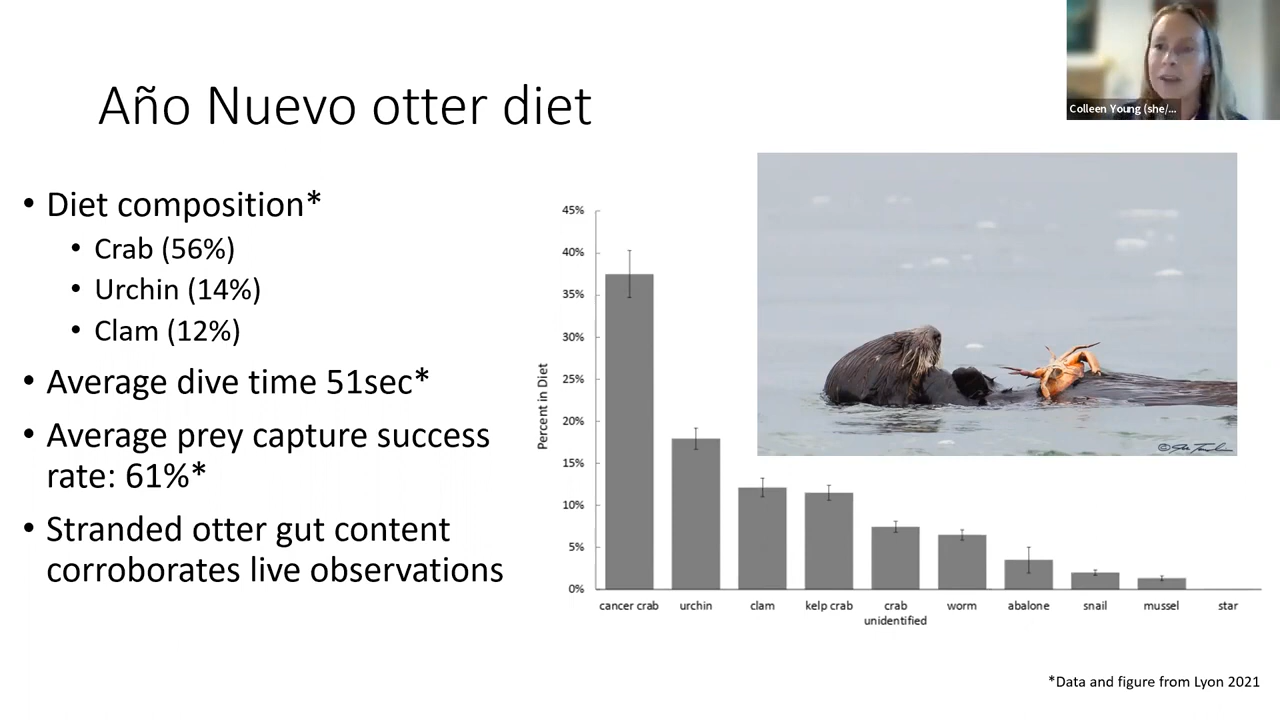 Colleen Young (she/...
Año Nuevo otter diet
• Diet composition*
• Crab (56%)
• Urchin (14%)
• Clam (12%)
• Average dive time 51sec*
• Average prey capture success
rate: 61%*
• Stranded otter gut content
corroborates live observations
Percent in Diet
45%
40%
35%
30%
25%
20%
15%
10%
5%
0%
cancer crab
urchin
clam
kelp crab
crab
unidentified
worm
abalone
snail
mussel
star
*Data and figure from Lyon 2021